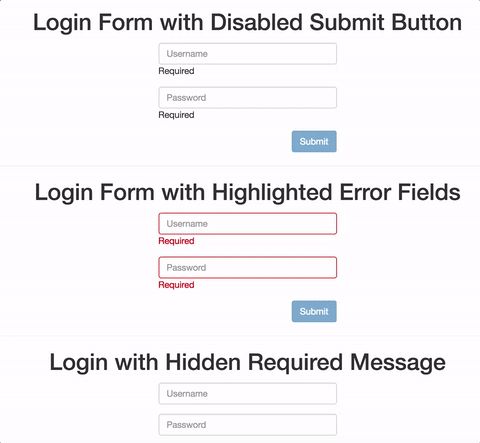 Login Form with Disabled Submit Button
Username
Required
Password
Required
Submit
Login Form with Highlighted Error Fields
Username
Required
Password
Required
Submit
Login with Hidden Required Message
Username
Password